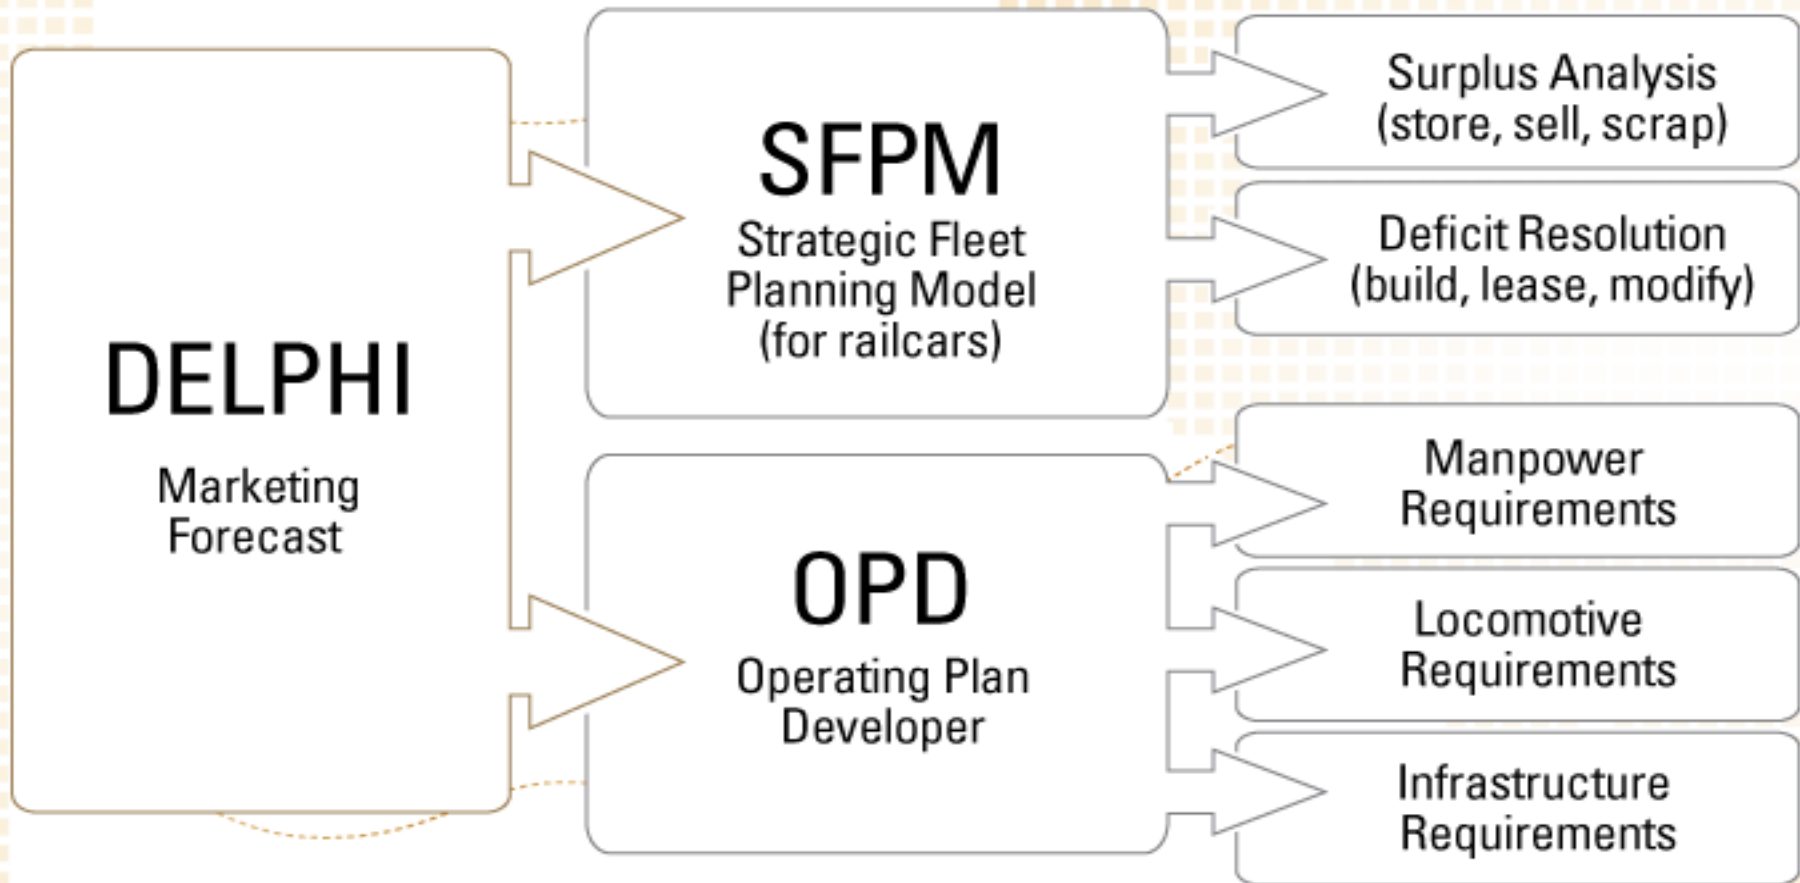 DELPHI
Marketing
Forecast
SFPM
Strategic Fleet
Planning Model
(for railcars)
OPD
Operating Plan
Developer
Surplus Analysis
(store, sell, scrap)
Deficit Resolution
(build, lease, modify)
Manpower
Requirements
Locomotive
Requirements
Infrastructure
Requirements